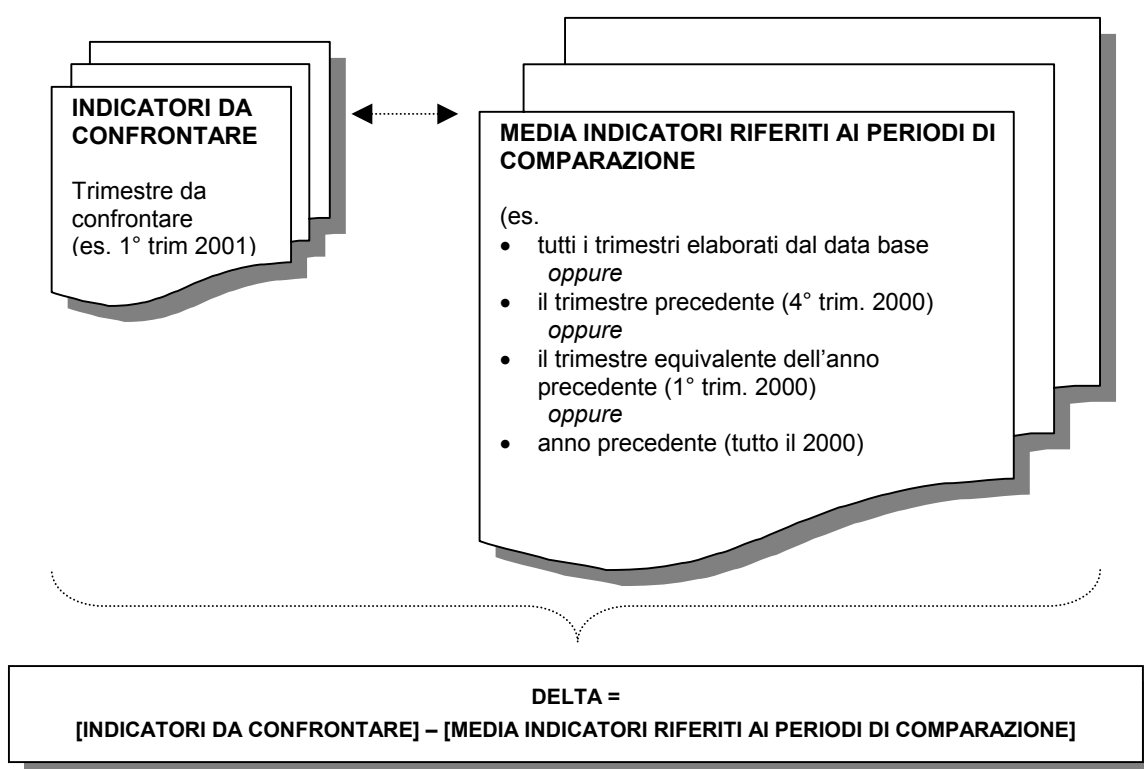 INDICATORI DA
CONFRONTARE
Trimestre da
confrontare
(es. 1° trim 2001)
MEDIA INDICATORI RIFERITI AI PERIODI DI
COMPARAZIONE
(es.
• tutti i trimestri elaborati dal data base
oppure
• il trimestre precedente (4° trim. 2000)
oppure
• il trimestre equivalente dell’anno
precedente (1° trim. 2000)
oppure
• anno precedente (tutto il 2000)
DELTA =
[INDICATORI DA CONFRONTARE] – [MEDIA INDICATORI RIFERITI AI PERIODI DI COMPARAZIONE]